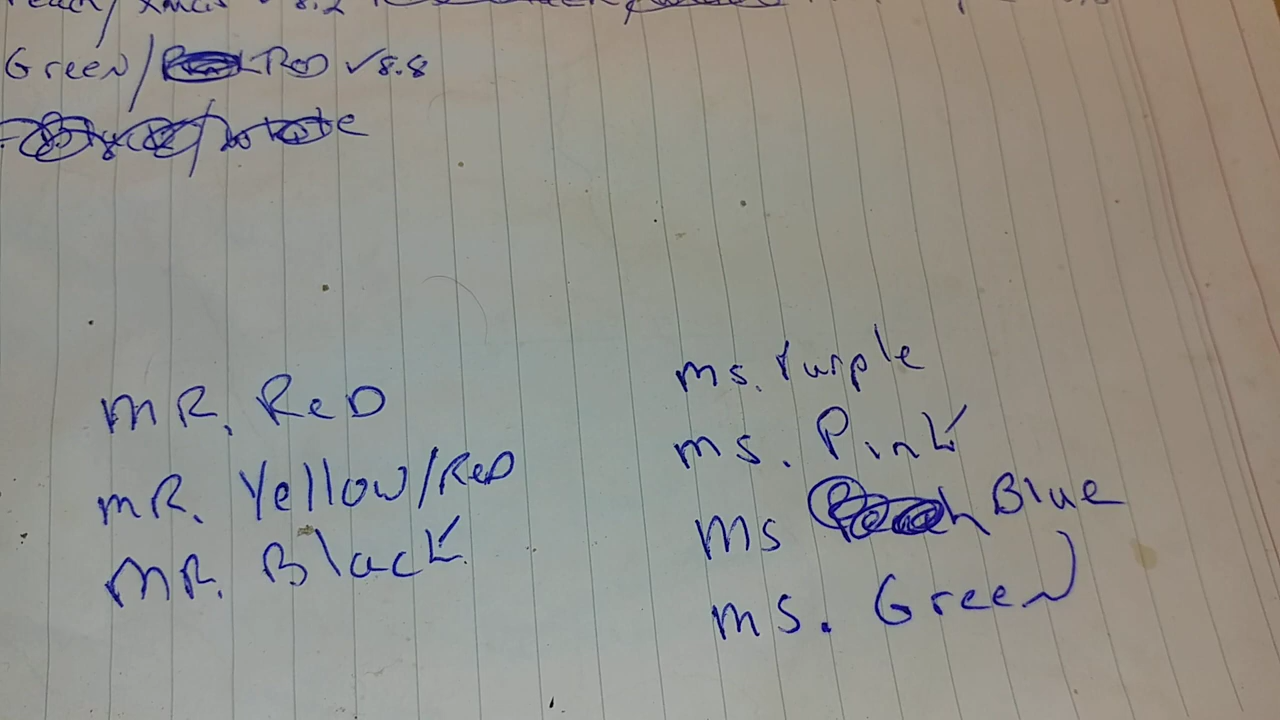 Green/ Red ✓8.8
MR. ReD
MR. Yellow/ReD
MR. Black
Ms. Purple
Ms. Pink
Ms Blue
Ms. Green